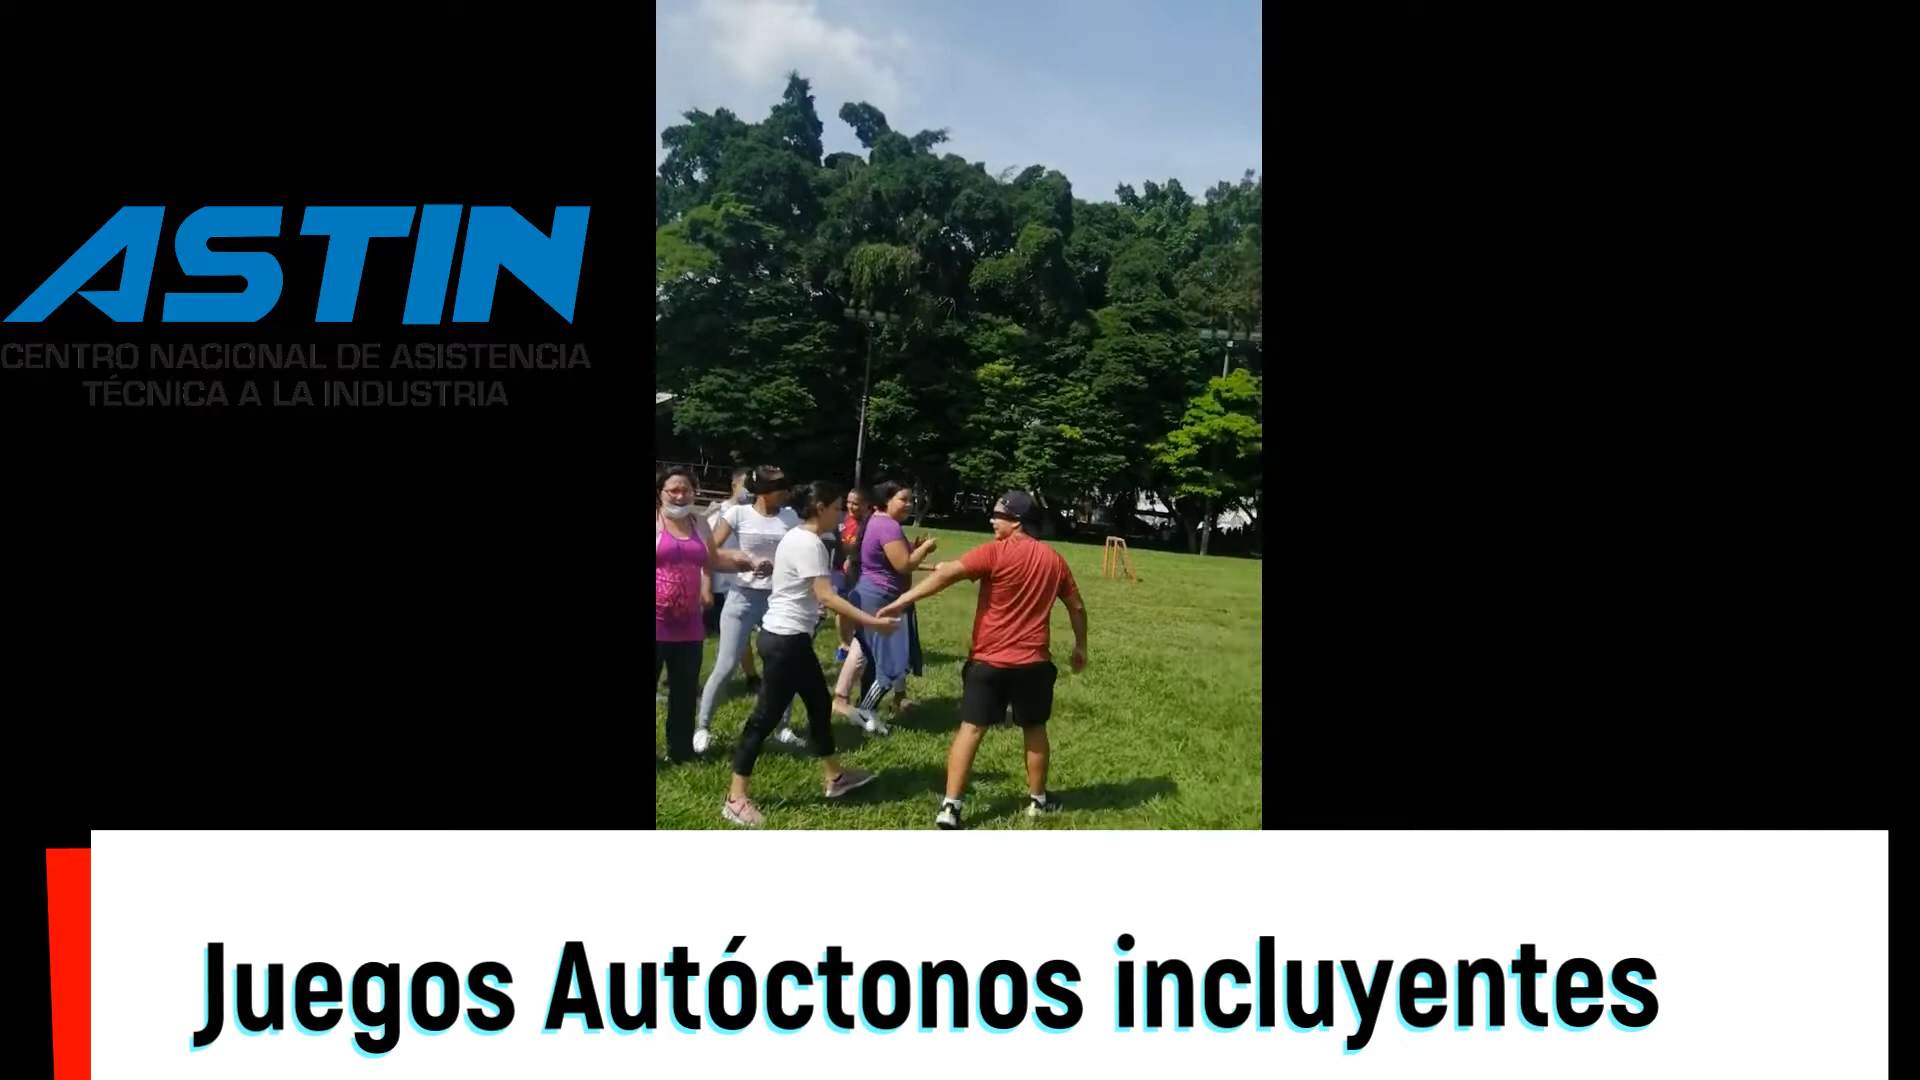 ASTIN
CENTRO NACIONAL DE ASISTENCIA
TÉCNICA A LA INDUSTRIA
Juegos Autóctonos incluyentes